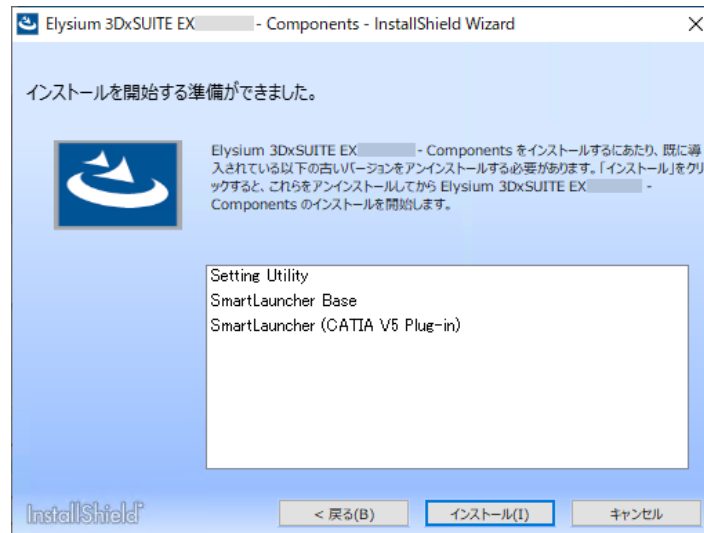 Elysium 3DxSUITE EX - Components - InstallShield Wizard
インストールを開始する準備ができました。
Elysium 3DxSUITE EX - Components をインストールするにあたり、既に導
入されている以下の古いバージョンをアンインストールする必要があります。「インストール」をクリ
ックすると、これらをアンインストールしてから Elysium 3DxSUITE EX -
Components のインストールを開始します。
Setting Utility
SmartLauncher Base
SmartLauncher (CATIA V5 Plug-in)
InstallShield
< 戻る(B)
インストール(I)
キャンセル